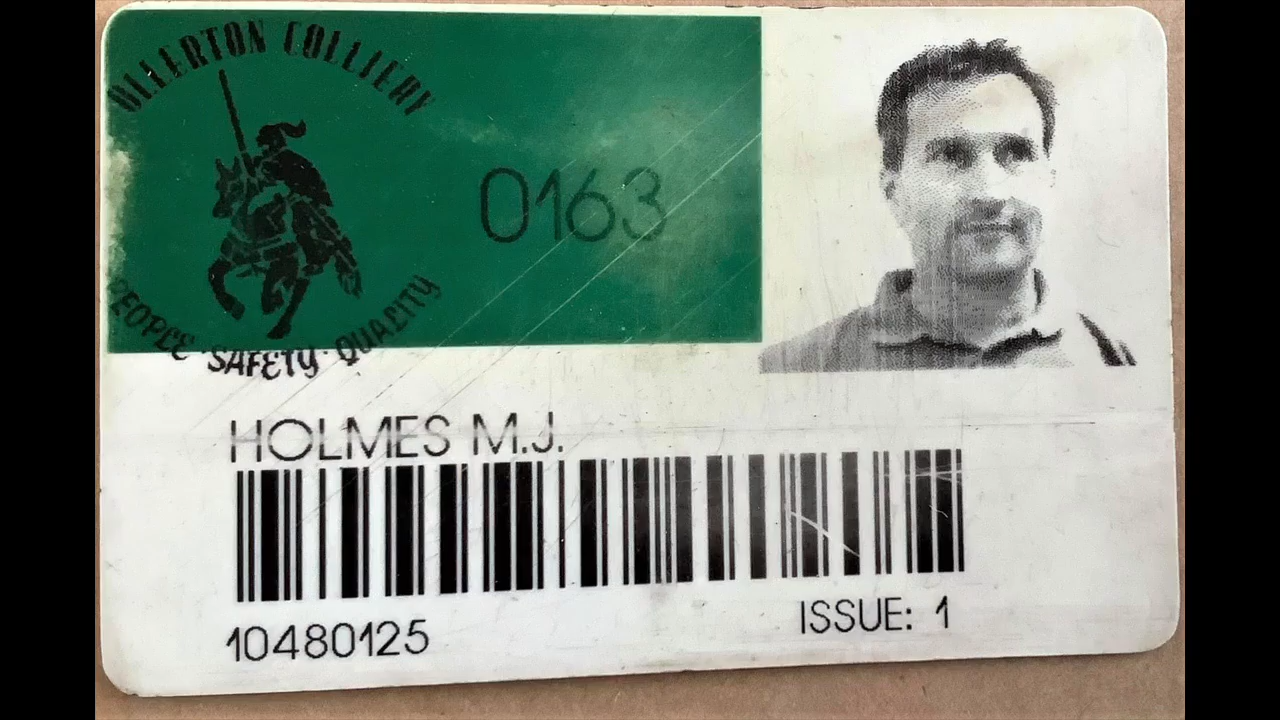 OLLERTON COLLIERY
0163
PEOPLE SAFETY · QUALITY
HOLMES M.J.
10480125
ISSUE: 1